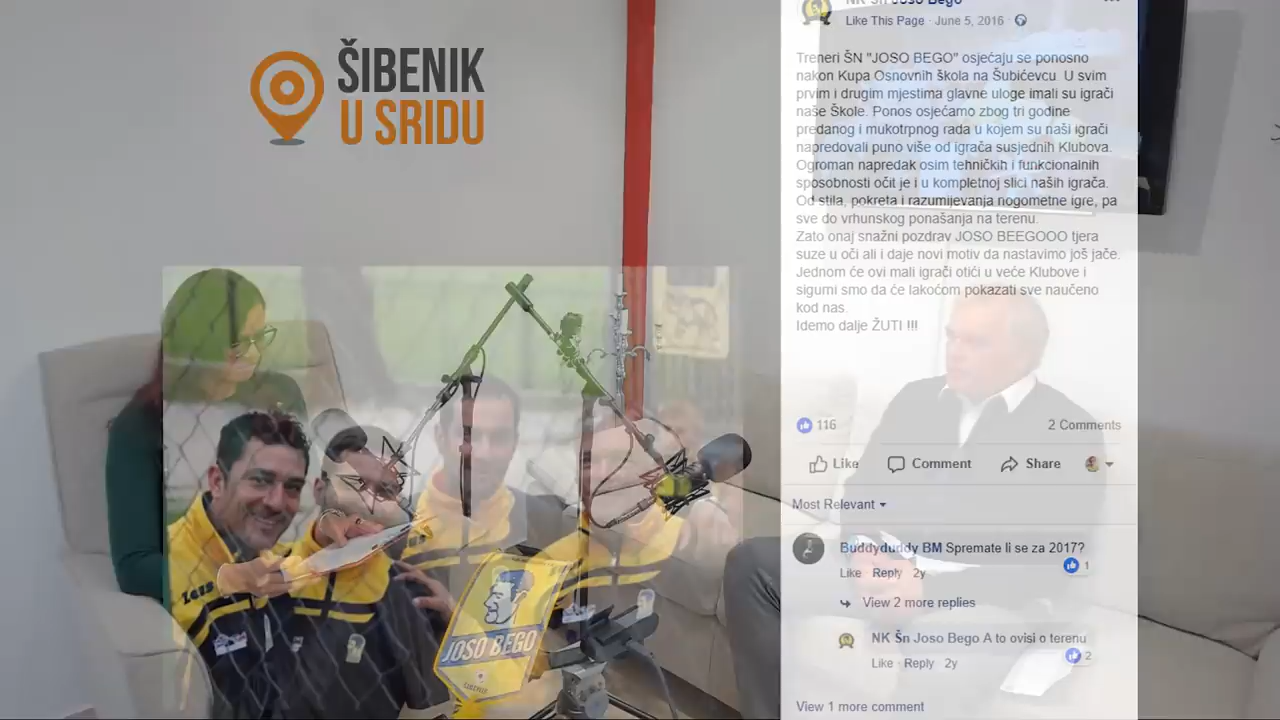 ŠIBENIK
U SRIDU
NK Šn Joso Bego
Like This Page · June 5, 2016 ·
Treneri ŠN "JOSO BEGO" osjećaju se ponosno
nakon Kupa Osnovnih škola na Šubićevcu. U svim
prvim i drugim mjestima glavne uloge imali su igrači
naše Škole. Ponos osjećamo zbog tri godine
predanog i mukotrpnog rada u kojem su naši igrači
napredovali puno više od igrača susjednih Klubova.
Ogroman napredak osim tehničkih i funkcionalnih
sposobnosti očit je i u kompletnoj slici naših igrača.
Od stila, pokreta i razumijevanja nogometne igre, pa
sve do vrhunskog ponašanja na terenu.
Zato onaj snažni pozdrav JOSO BEEGOOO tjera
suze u oči ali i daje novi motiv da nastavimo još jače.
Jednom će ovi mali igrači otići u veće Klubove i
sigurni smo da će lakoćom pokazati sve naučeno
kod nas.
Idemo dalje ŽUTI !!!
116
2 Comments
Like Comment Share
Most Relevant
Buddyduddy BM Spremate li se za 2017?
1
Like Reply 2y
View 2 more replies
NK Šn Joso Bego A to ovisi o terenu
2
Like · Reply · 2y
View 1 more comment
JOSO BEGO